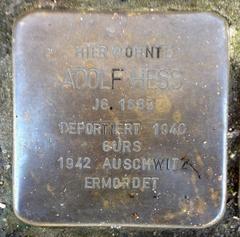 HIER WOHNTE
ADOLF HESS
JG.
DEPORTIERT 1940
GURS
1942 AUSCHWITZ
ERMORDET